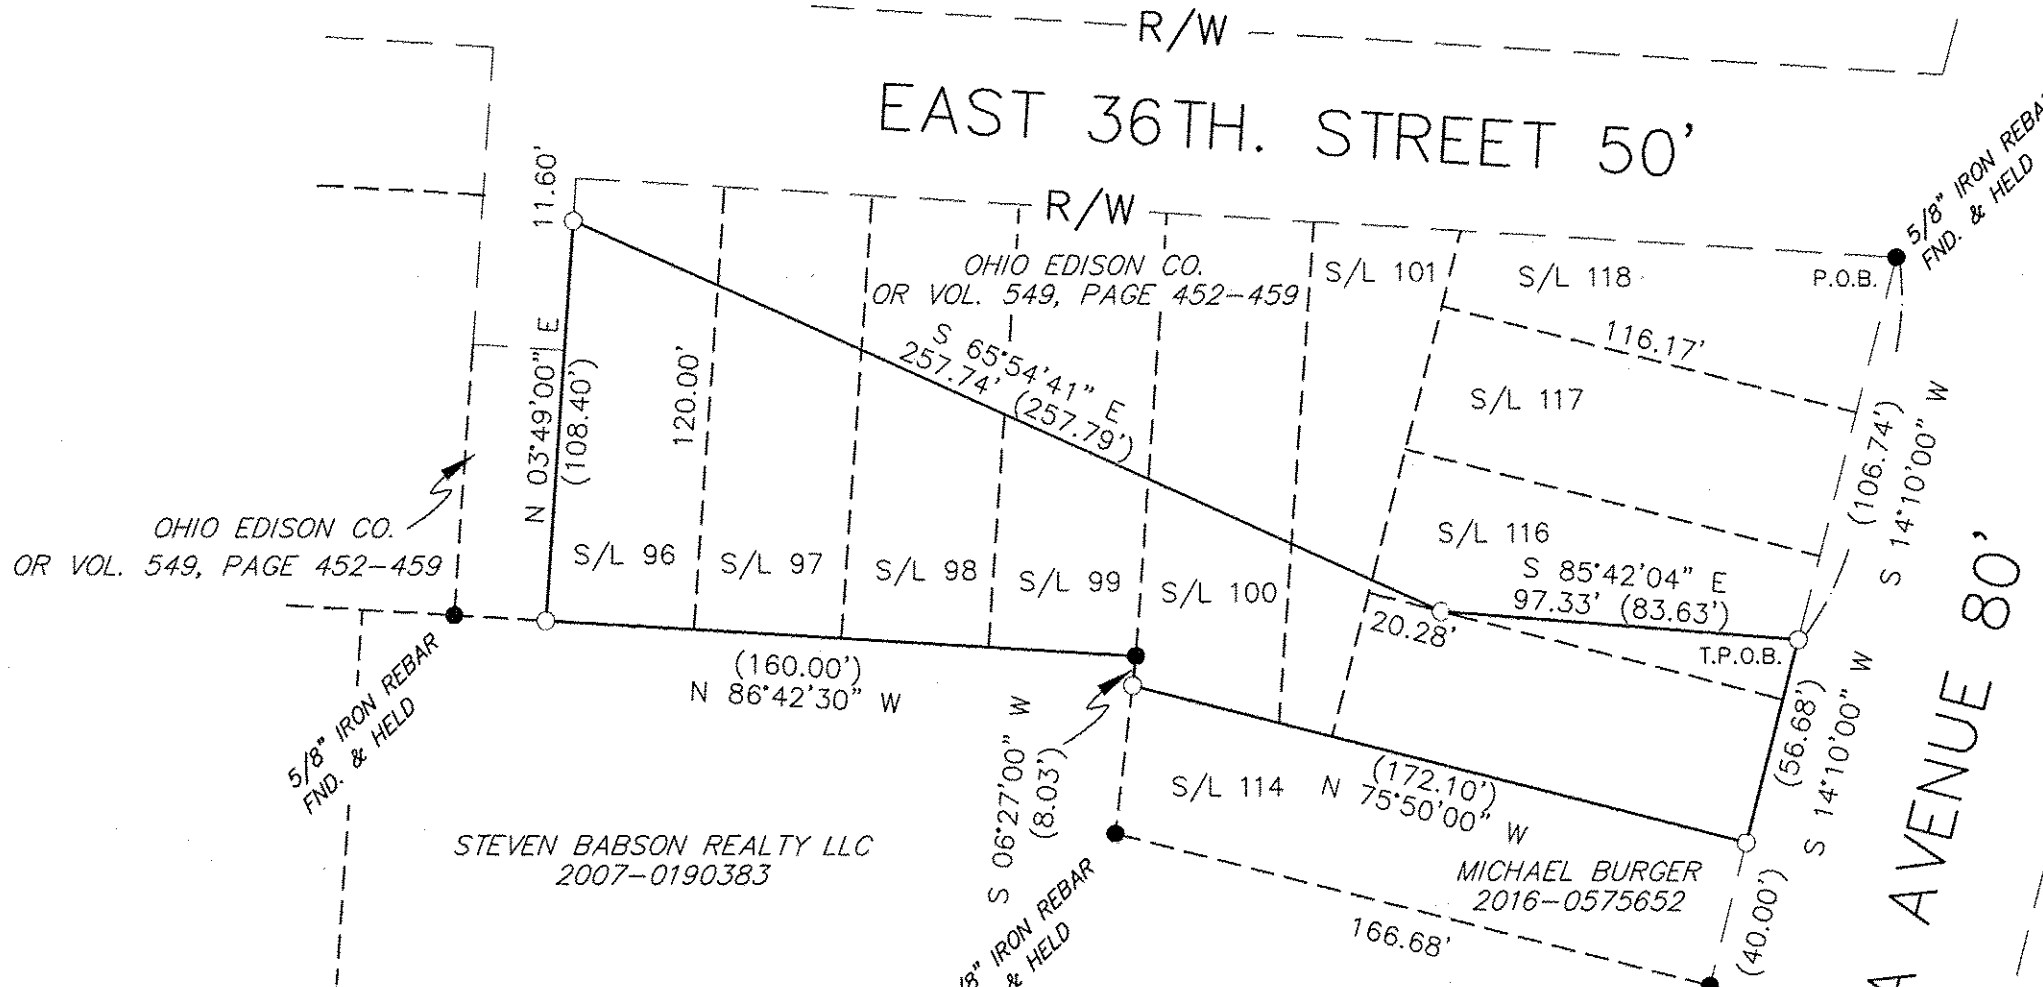 R/W
EAST 36TH. STREET 50'
5/8" IRON REBAR
FND. & HELD
11.60'
R/W
OHIO EDISON CO.
OR VOL. 549, PAGE 452-459
S/L 101
S/L 118
P.O.B.
116.17'
S/L 117
S 65°54'41" E
257.74' (257.79')
N 03°49'00" E
(108.40')
120.00'
(106.74')
S 14°10'00" W
OHIO EDISON CO.
OR VOL. 549, PAGE 452-459
S/L 96
S/L 97
S/L 98
S/L 99
S/L 100
S/L 116
S 85°42'04" E
97.33' (83.63')
20.28'
T.P.O.B.
(160.00')
N 86°42'30" W
5/8" IRON REBAR
FND. & HELD
S 06°27'00" W
(8.03')
S/L 114
(172.10')
N 75°50'00" W
(56.68')
S 14°10'00" W
STEVEN BABSON REALTY LLC
2007-0190383
MICHAEL BURGER
2016-0575652
8" IRON REBAR
& HELD
166.68'
(40.00')
A AVENUE 80'